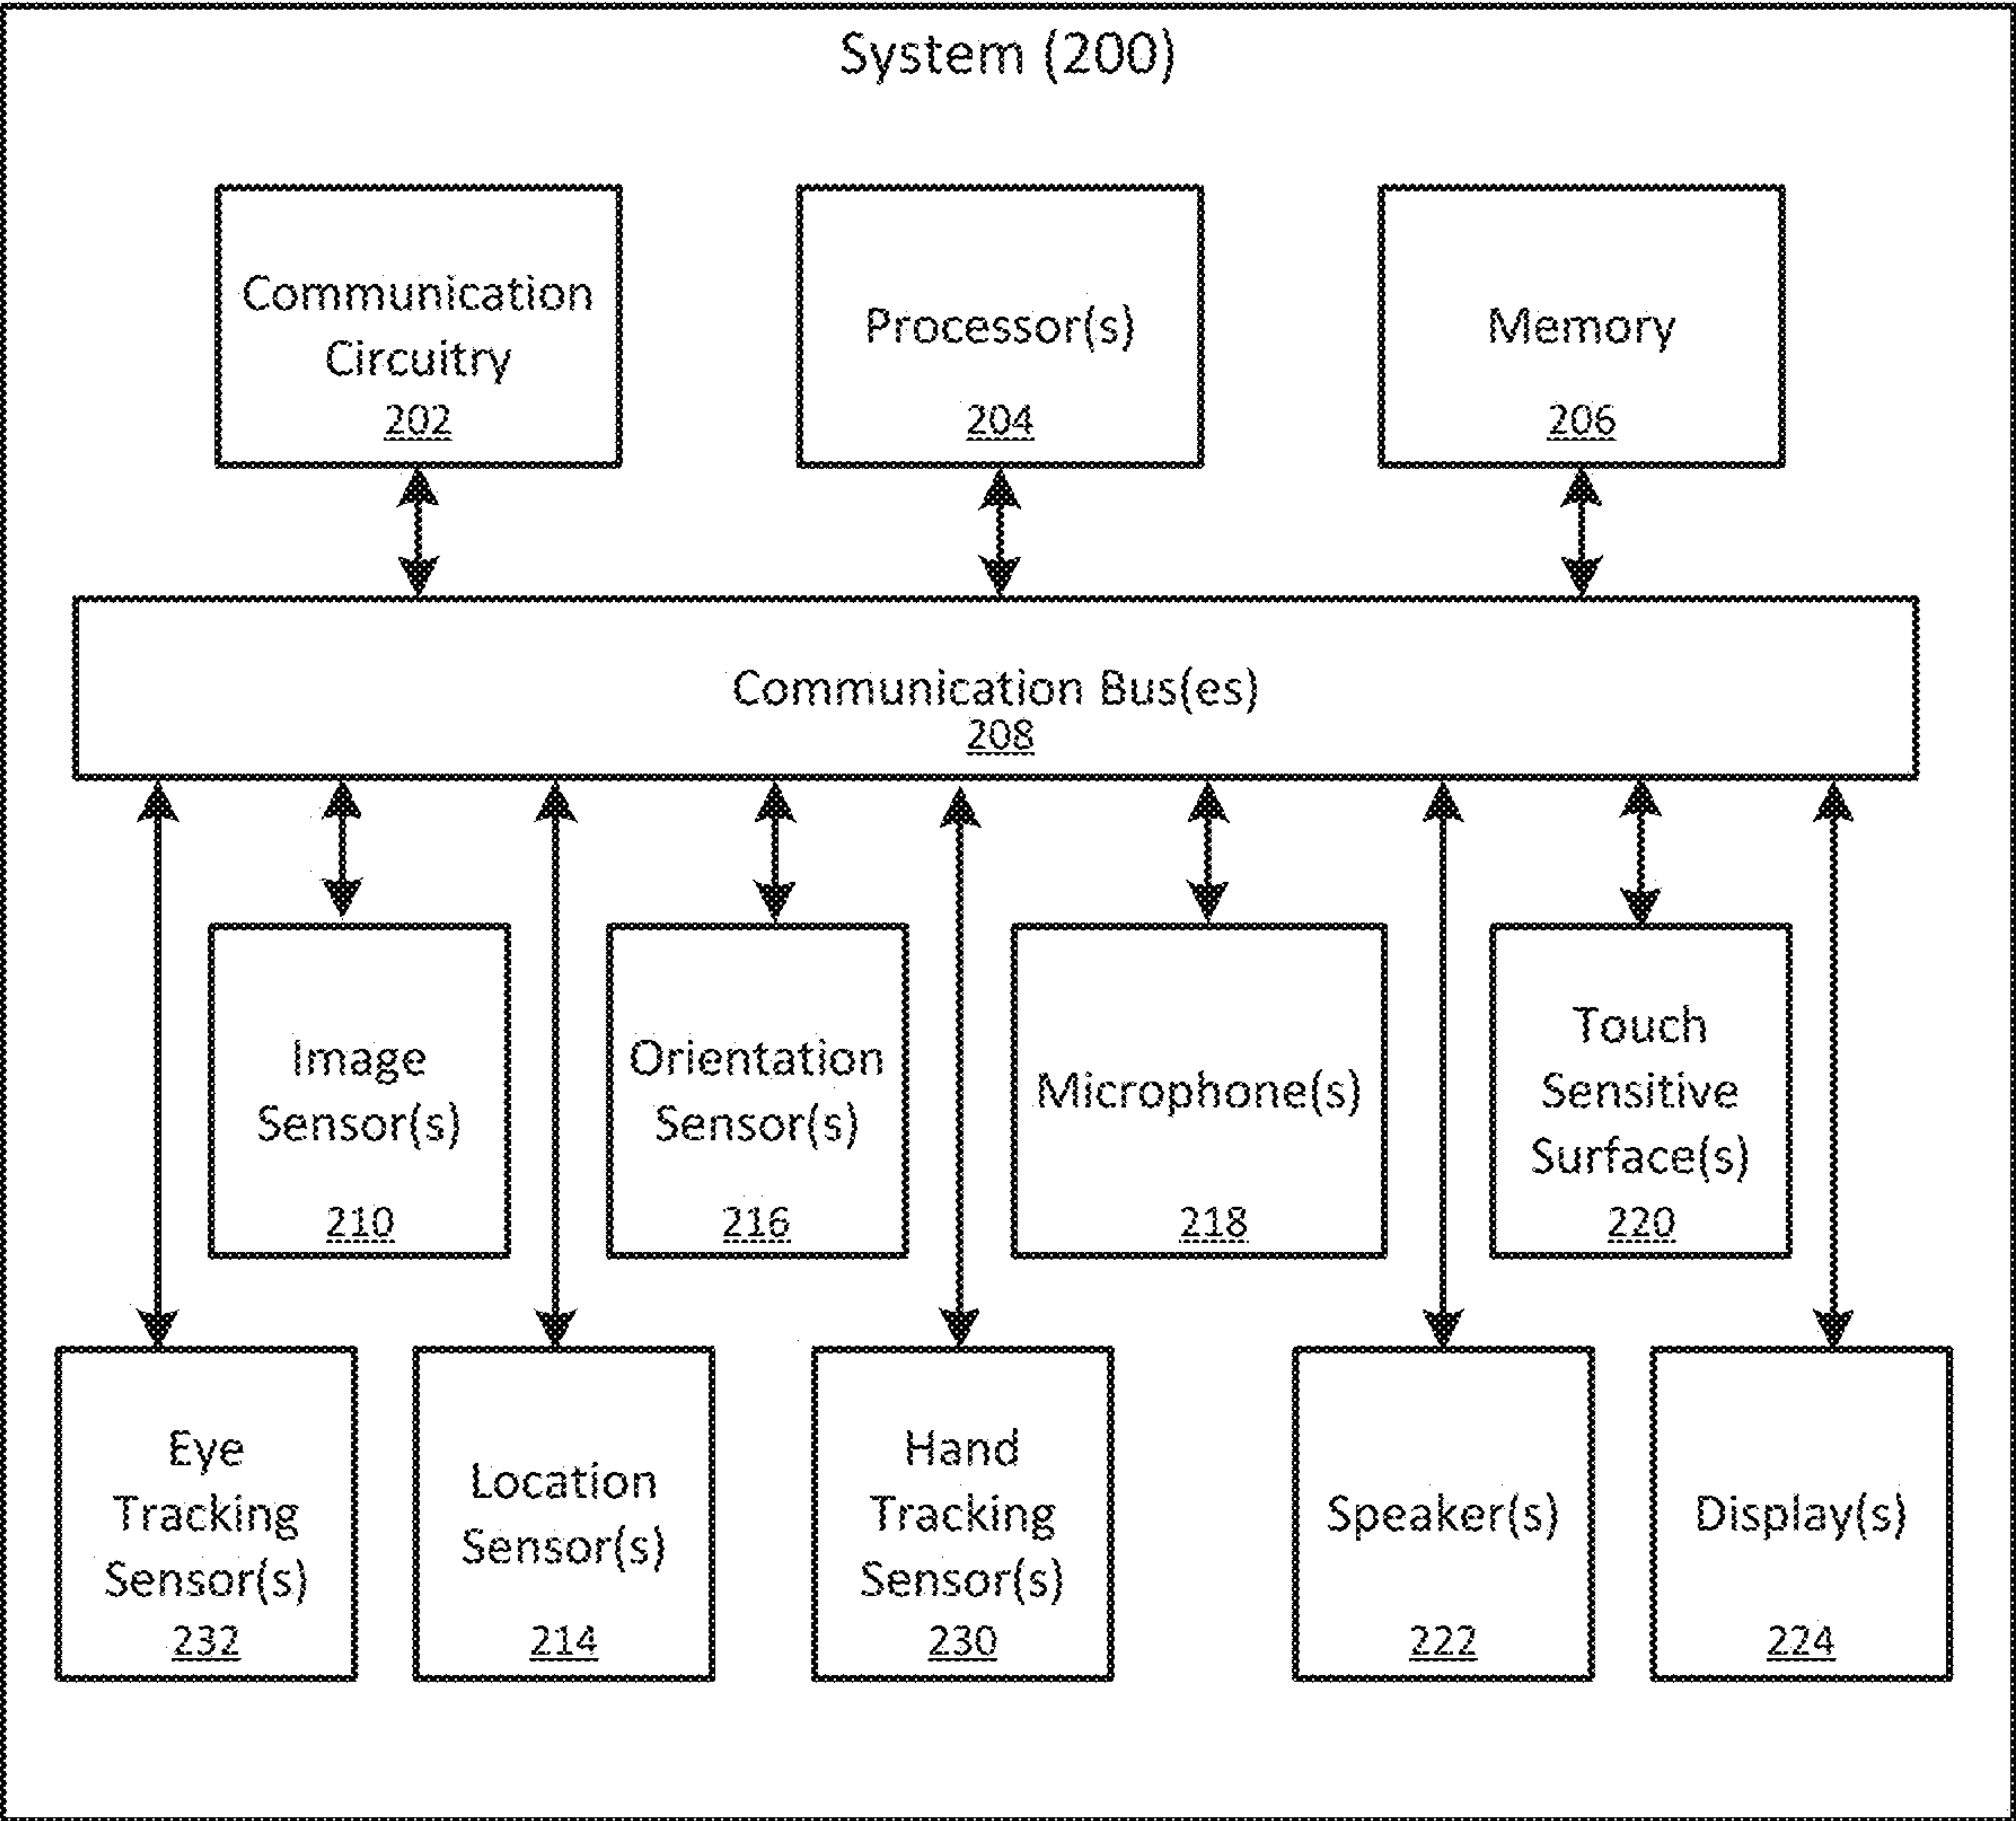 System (200)
Communication
Circuitry
202
Processor(s)
204
Memory
206
Communication Bus(es)
208
Image
Sensor(s)
210
Orientation
Sensor(s)
216
Microphone(s)
218
Touch
Sensitive
Surface(s)
220
Eye
Tracking
Sensor(s)
232
Location
Sensor(s)
214
Hand
Tracking
Sensor(s)
230
Speaker(s)
222
Display(s)
224